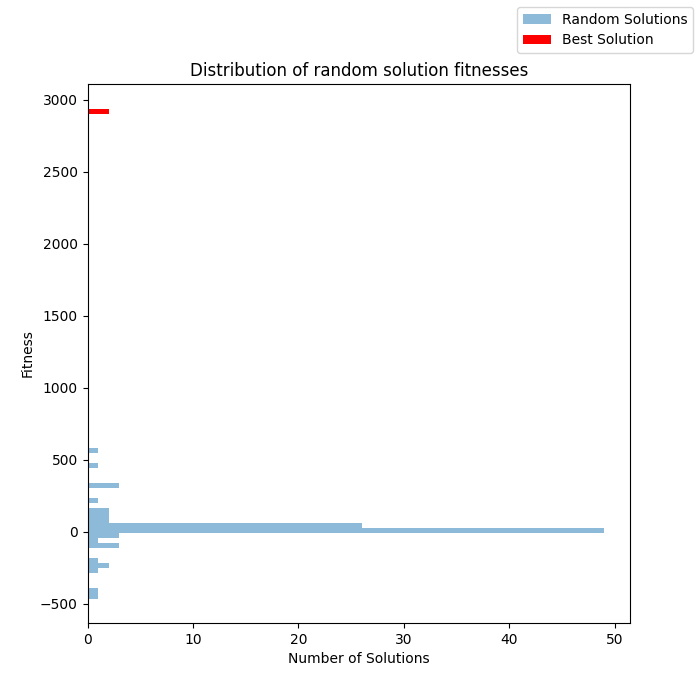 Random Solutions
Best Solution
Distribution of random solution fitnesses
3000
2500
2000
1500
1000
500
0
−500
Fitness
0 10 20 30 40 50
Number of Solutions